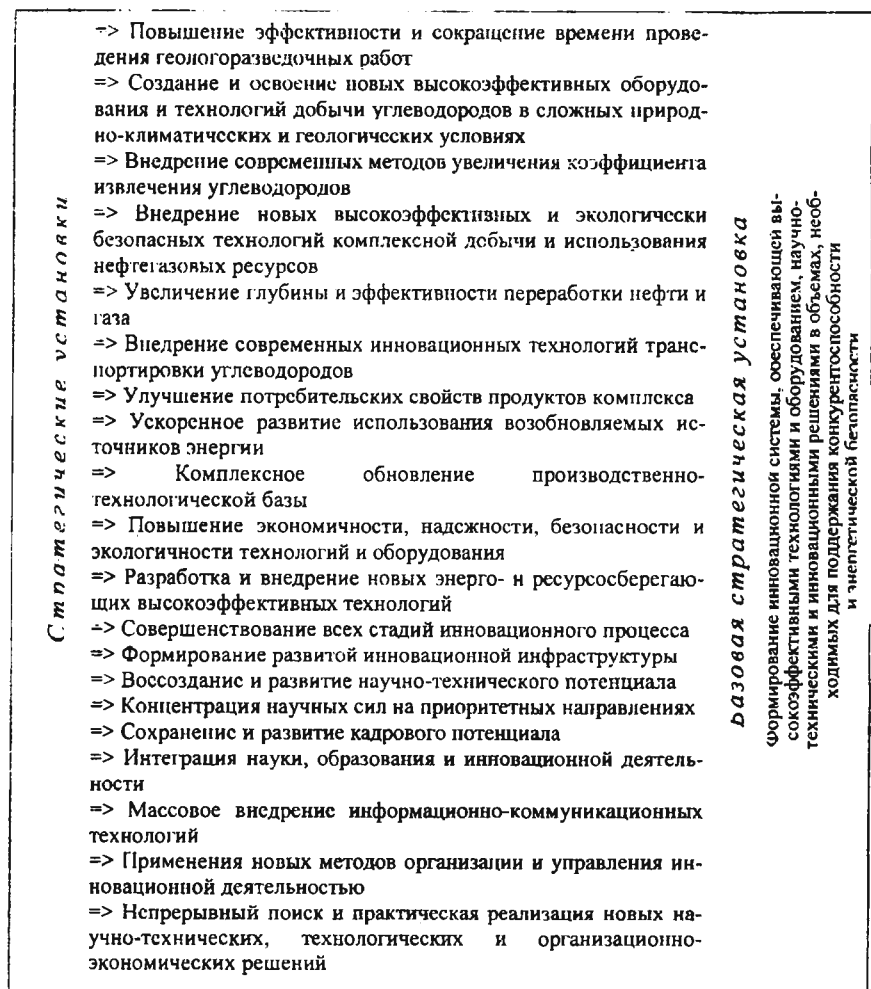 Стратегические установки
=> Повышение эффективности и сокращение времени прове-
дения геологоразведочных работ
=> Создание и освоение новых высокоэффективных оборудо-
вания и технологий добычи углеводородов в сложных природ-
но-климатических и геологических условиях
=> Внедрение современных методов увеличения коэффициента
извлечения углеводородов
=> Внедрение новых высокоэффективных и экологически
безопасных технологий комплексной добычи и использования
нефтегазовых ресурсов
=> Увеличение глубины и эффективности переработки нефти и
газа
=> Внедрение современных инновационных технологий транс-
портировки углеводородов
=> Улучшение потребительских свойств продуктов комплекса
=> Ускоренное развитие использования возобновляемых ис-
точников энергии
=> Комплексное обновление производственно-
технологической базы
=> Повышение экономичности, надежности, безопасности и
экологичности технологий и оборудования
=> Разработка и внедрение новых энерго- и ресурсосберегаю-
щих высокоэффективных технологий
=> Совершенствование всех стадий инновационного процесса
=> Формирование развитой инновационной инфраструктуры
=> Воссоздание и развитие научно-технического потенциала
=> Концентрация научных сил на приоритетных направлениях
=> Сохранение и развитие кадрового потенциала
=> Интеграция науки, образования и инновационной деятель-
ности
=> Массовое внедрение информационно-коммуникационных
технологий
=> Применения новых методов организации и управления ин-
новационной деятельностью
=> Непрерывный поиск и практическая реализация новых на-
учно-технических, технологических и организационно-
экономических решений
Базовая стратегическая установка
Формирование инновационной системы, обеспечивающей вы-
сокоэффективными технологиями и оборудованием, научно-
техническими и инновационными решениями в объемах, необ-
ходимых для поддержания конкурентоспособности
и энергетической безопасности